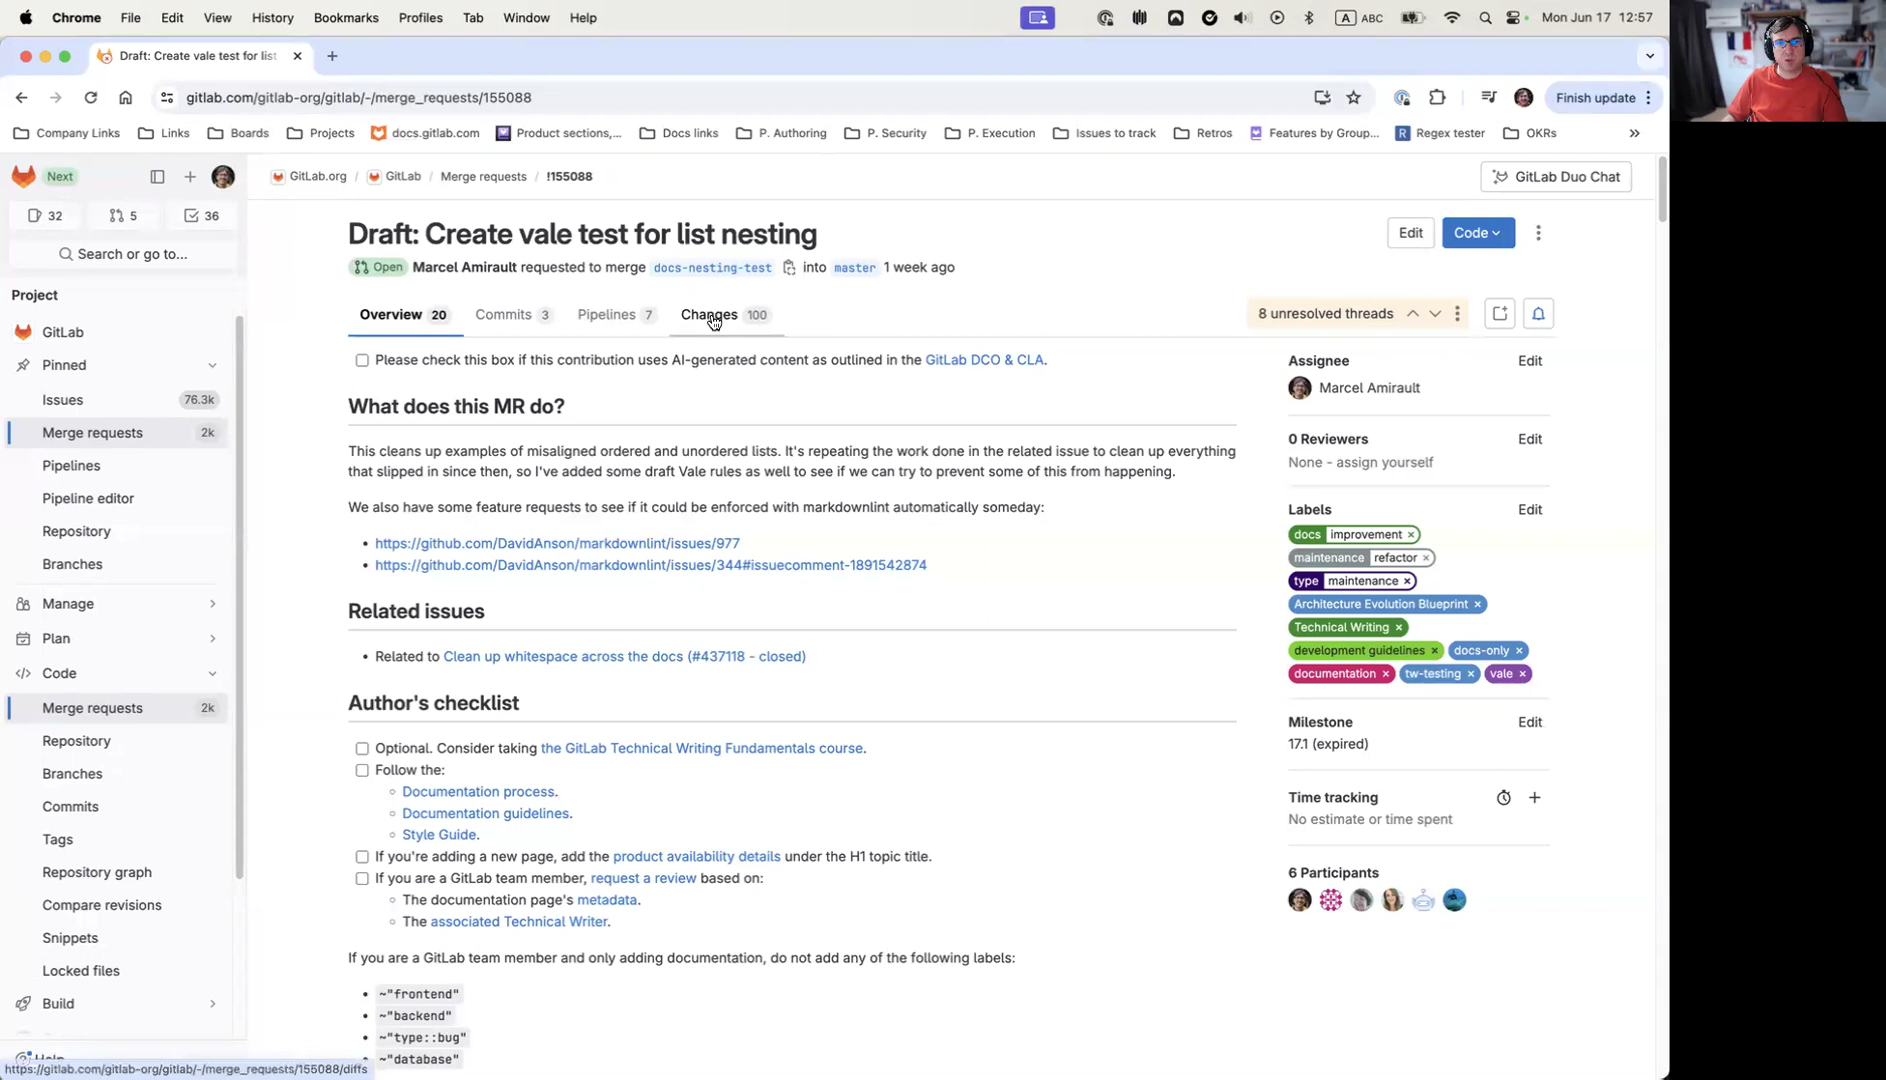 Chrome File Edit View History Bookmarks Profiles Tab Window Help A ABC Mon Jun 17 12:57
Draft: Create vale test for list
gitlab.com/gitlab-org/gitlab/-/merge_requests/155088 Finish update
Company Links Links Boards Projects docs.gitlab.com Product sections,... Docs links P. Authoring P. Security P. Execution Issues to track Retros Features by Group... R Regex tester OKRs »
Next
32 5 36
Search or go to...
Project
GitLab
Pinned
Issues 76.3k
Merge requests 2k
Pipelines
Pipeline editor
Repository
Branches
Manage
Plan
Code
Merge requests 2k
Repository
Branches
Commits
Tags
Repository graph
Compare revisions
Snippets
Locked files
Build
Help
https://gitlab.com/gitlab-org/gitlab/-/merge_requests/155088/diffs
GitLab.org / GitLab / Merge requests / !155088
GitLab Duo Chat
Draft: Create vale test for list nesting
Edit Code
Open Marcel Amirault requested to merge docs-nesting-test into master 1 week ago
Overview 20 Commits 3 Pipelines 7 Changes 100
8 unresolved threads
Please check this box if this contribution uses AI-generated content as outlined in the GitLab DCO & CLA.
What does this MR do?
This cleans up examples of misaligned ordered and unordered lists. It's repeating the work done in the related issue to clean up everything
that slipped in since then, so I've added some draft Vale rules as well to see if we can try to prevent some of this from happening.
We also have some feature requests to see if it could be enforced with markdownlint automatically someday:
• https://github.com/DavidAnson/markdownlint/issues/977
• https://github.com/DavidAnson/markdownlint/issues/344#issuecomment-1891542874
Related issues
• Related to Clean up whitespace across the docs (#437118 - closed)
Author's checklist
Optional. Consider taking the GitLab Technical Writing Fundamentals course.
Follow the:
Documentation process.
Documentation guidelines.
Style Guide.
If you're adding a new page, add the product availability details under the H1 topic title.
If you are a GitLab team member, request a review based on:
The documentation page's metadata.
The associated Technical Writer.
If you are a GitLab team member and only adding documentation, do not add any of the following labels:
• ~"frontend"
• ~"backend"
• ~"type::bug"
• ~"database"
Assignee Edit
Marcel Amirault
0 Reviewers Edit
None - assign yourself
Labels Edit
docs improvement ×
maintenance refactor ×
type maintenance ×
Architecture Evolution Blueprint ×
Technical Writing ×
development guidelines × docs-only ×
documentation × tw-testing × vale ×
Milestone Edit
17.1 (expired)
Time tracking
No estimate or time spent
6 Participants